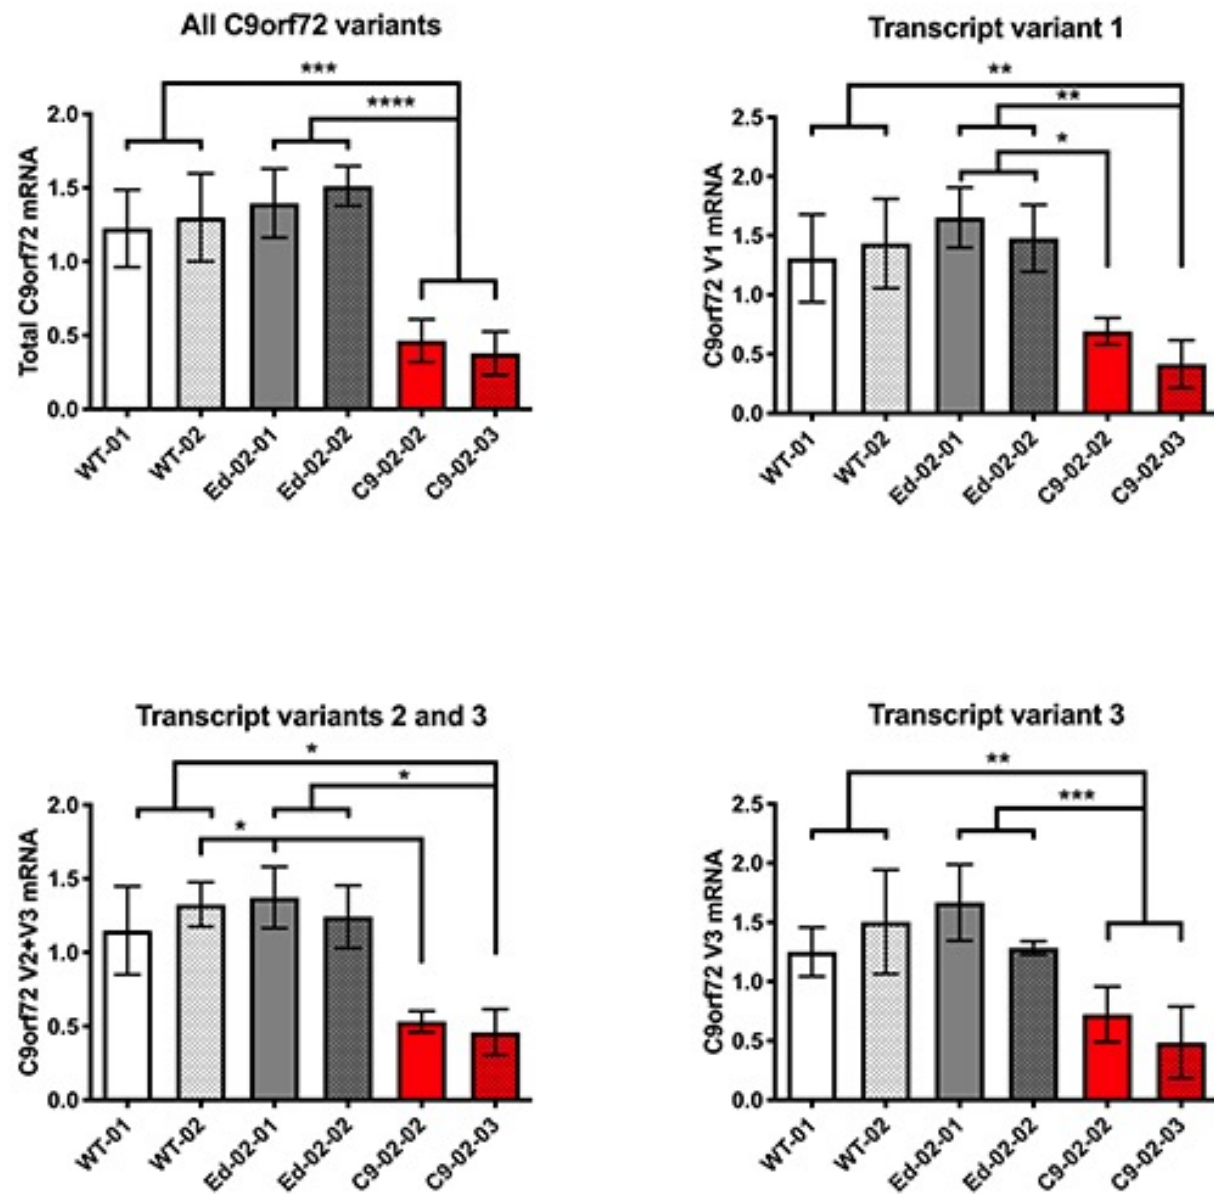 All C9orf72 variants
***
****
Total C9orf72 mRNA
2.0
1.5
1.0
0.5
0.0
WT-01
WT-02
Ed-02-01
Ed-02-02
C9-02-02
C9-02-03
Transcript variant 1
**
**
*
C9orf72 V1 mRNA
2.5
2.0
1.5
1.0
0.5
0.0
WT-01
WT-02
Ed-02-01
Ed-02-02
C9-02-02
C9-02-03
Transcript variants 2 and 3
*
*
*
C9orf72 V2+V3 mRNA
2.0
1.5
1.0
0.5
0.0
WT-01
WT-02
Ed-02-01
Ed-02-02
C9-02-02
C9-02-03
Transcript variant 3
**
***
C9orf72 V3 mRNA
2.5
2.0
1.5
1.0
0.5
0.0
WT-01
WT-02
Ed-02-01
Ed-02-02
C9-02-02
C9-02-03